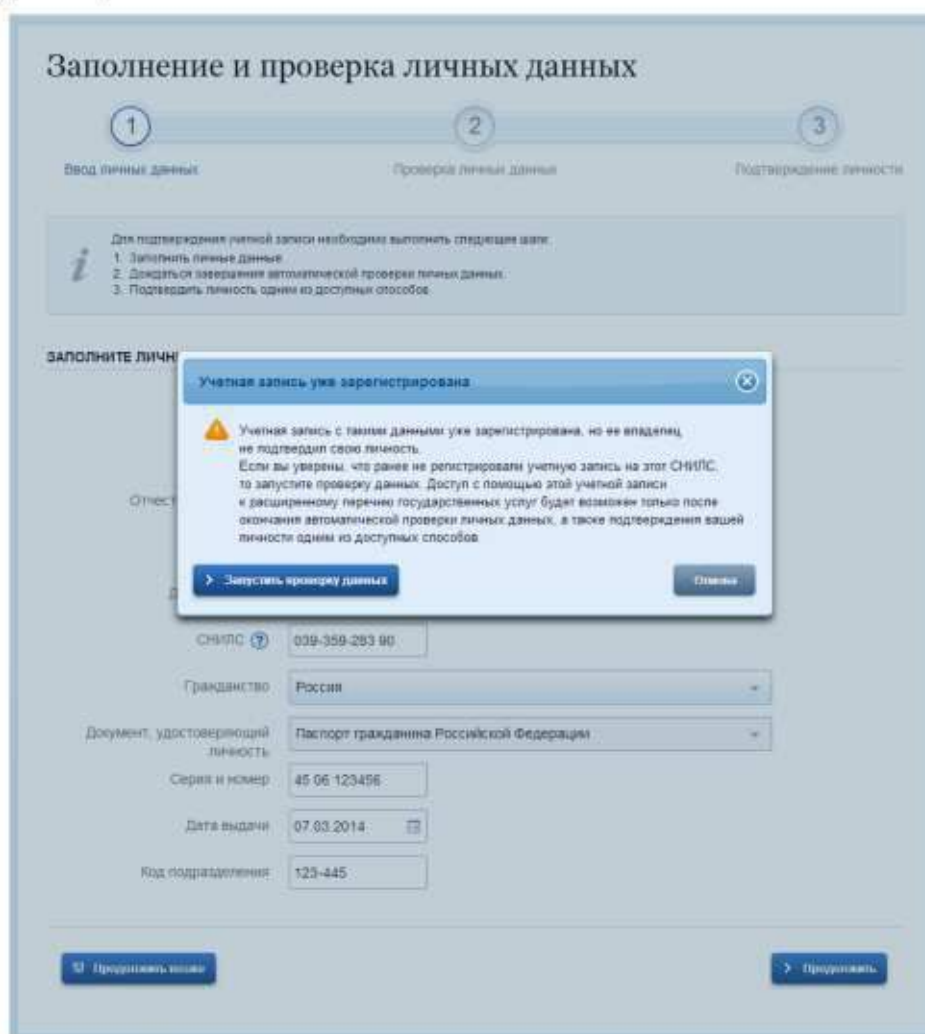 Заполнение и проверка личных данных
1
2
3
Ввод личных данных
Проверка личных данных
Подтверждение личности
Для подтверждения учетной записи необходимо выполнить следующие шаги:
1. Заполнить личные данные.
2. Дождаться завершения автоматической проверки личных данных.
3. Подтвердить личность одним из доступных способов.
ЗАПОЛНИТЕ ЛИЧН
Учетная запись уже зарегистрирована
Учетная запись с такими данными уже зарегистрирована, но ее владелец
не подтвердил свою личность.
Если вы уверены, что ранее не регистрировали учетную запись на этот СНИЛС,
то запустите проверку данных. Доступ с помощью этой учетной записи
к расширенному перечню государственных услуг будет возможен только после
окончания автоматической проверки личных данных, а также подтверждения вашей
личности одним из доступных способов.
Отчест
Запустить проверку данных
Отмена
Д
СНИЛС ? 039-359-283 90
Гражданство Россия
Документ, удостоверяющий Паспорт гражданина Российской Федерации
личность
Серия и номер 45 06 123456
Дата выдачи 07.03.2014
Код подразделения 123-445
Продолжить позже
Продолжить